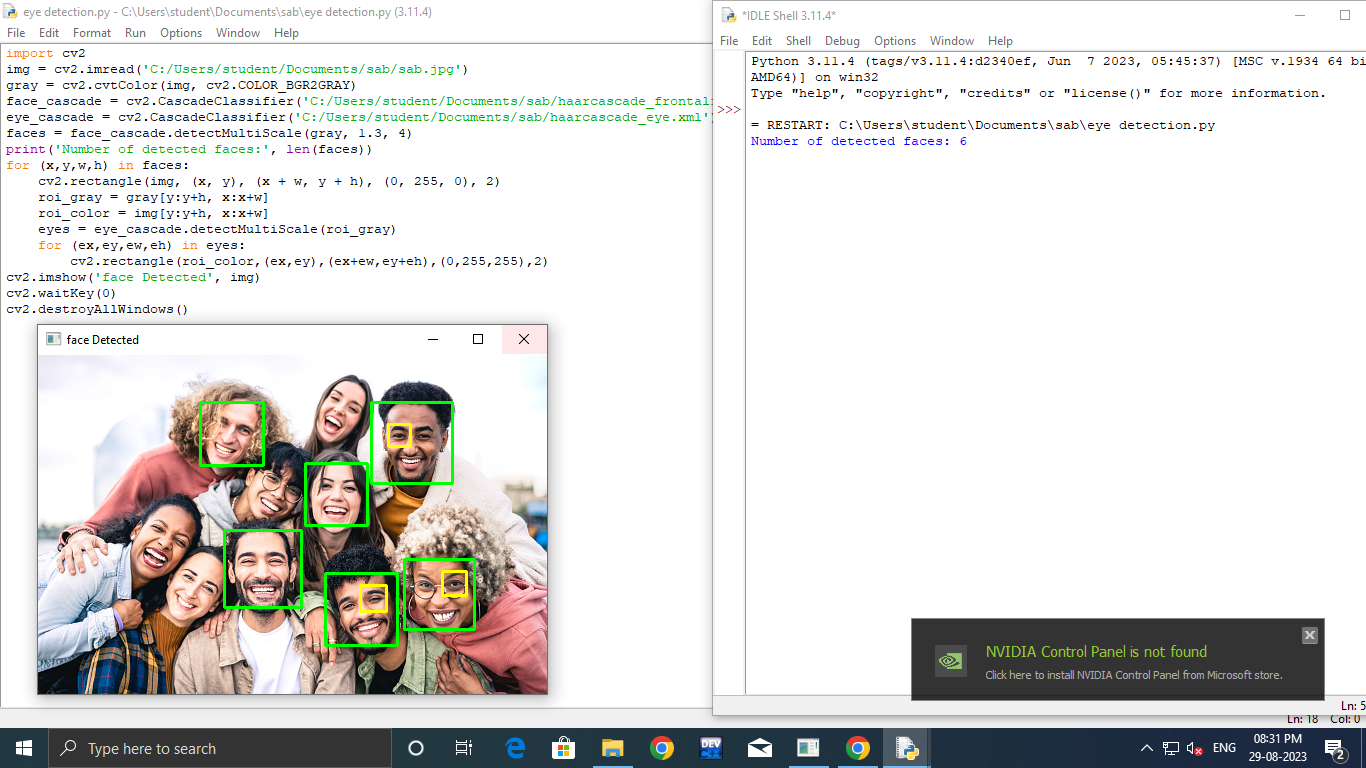 eye detection.py - C:\Users\student\Documents\sab\eye detection.py (3.11.4)
File Edit Format Run Options Window Help
import cv2
img = cv2.imread('C:/Users/student/Documents/sab/sab.jpg')
gray = cv2.cvtColor(img, cv2.COLOR_BGR2GRAY)
face_cascade = cv2.CascadeClassifier('C:/Users/student/Documents/sab/haarcascade_frontal
eye_cascade = cv2.CascadeClassifier('C:/Users/student/Documents/sab/haarcascade_eye.xml'
faces = face_cascade.detectMultiScale(gray, 1.3, 4)
print('Number of detected faces:', len(faces))
for (x,y,w,h) in faces:
    cv2.rectangle(img, (x, y), (x + w, y + h), (0, 255, 0), 2)
    roi_gray = gray[y:y+h, x:x+w]
    roi_color = img[y:y+h, x:x+w]
    eyes = eye_cascade.detectMultiScale(roi_gray)
    for (ex,ey,ew,eh) in eyes:
        cv2.rectangle(roi_color,(ex,ey),(ex+ew,ey+eh),(0,255,255),2)
cv2.imshow('face Detected', img)
cv2.waitKey(0)
cv2.destroyAllWindows()
face Detected
*IDLE Shell 3.11.4*
File Edit Shell Debug Options Window Help
Python 3.11.4 (tags/v3.11.4:d2340ef, Jun  7 2023, 05:45:37) [MSC v.1934 64 bi
AMD64)] on win32
Type "help", "copyright", "credits" or "license()" for more information.
>>>
= RESTART: C:\Users\student\Documents\sab\eye detection.py
Number of detected faces: 6
NVIDIA Control Panel is not found
Click here to install NVIDIA Control Panel from Microsoft store.
Ln: 5
Ln: 18 Col: 0
Type here to search
DEV C++
ENG
08:31 PM
29-08-2023
2